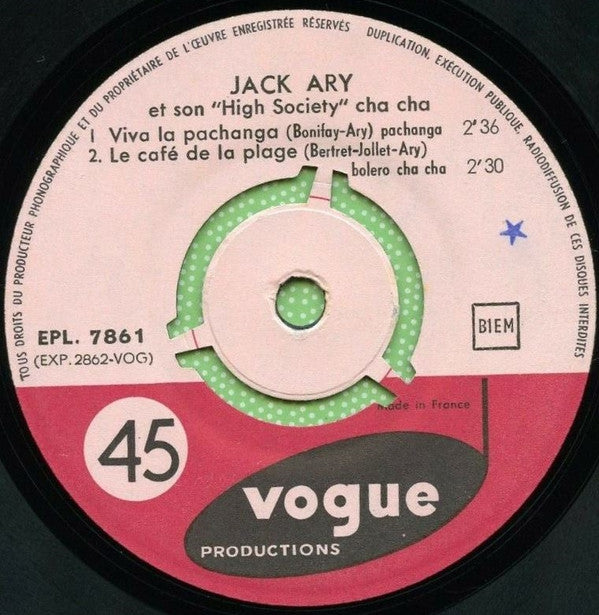 TOUS DROITS DU PRODUCTEUR PHONOGRAPHIQUE ET DU PROPRIÉTAIRE DE L'ŒUVRE ENREGISTRÉE RÉSERVÉS DUPLICATION, EXÉCUTION PUBLIQUE, RADIODIFFUSION DE CES DISQUES INTERDITES
JACK ARY
et son "High Society" cha cha
1 Viva la pachanga (Bonifay-Ary) pachanga 2'36
2. Le café de la plage (Bertret-Jollet-Ary)
bolero cha cha 2'30
EPL. 7861
(EXP. 2862-VOG)
BIEM
Made in France
45
vogue
PRODUCTIONS